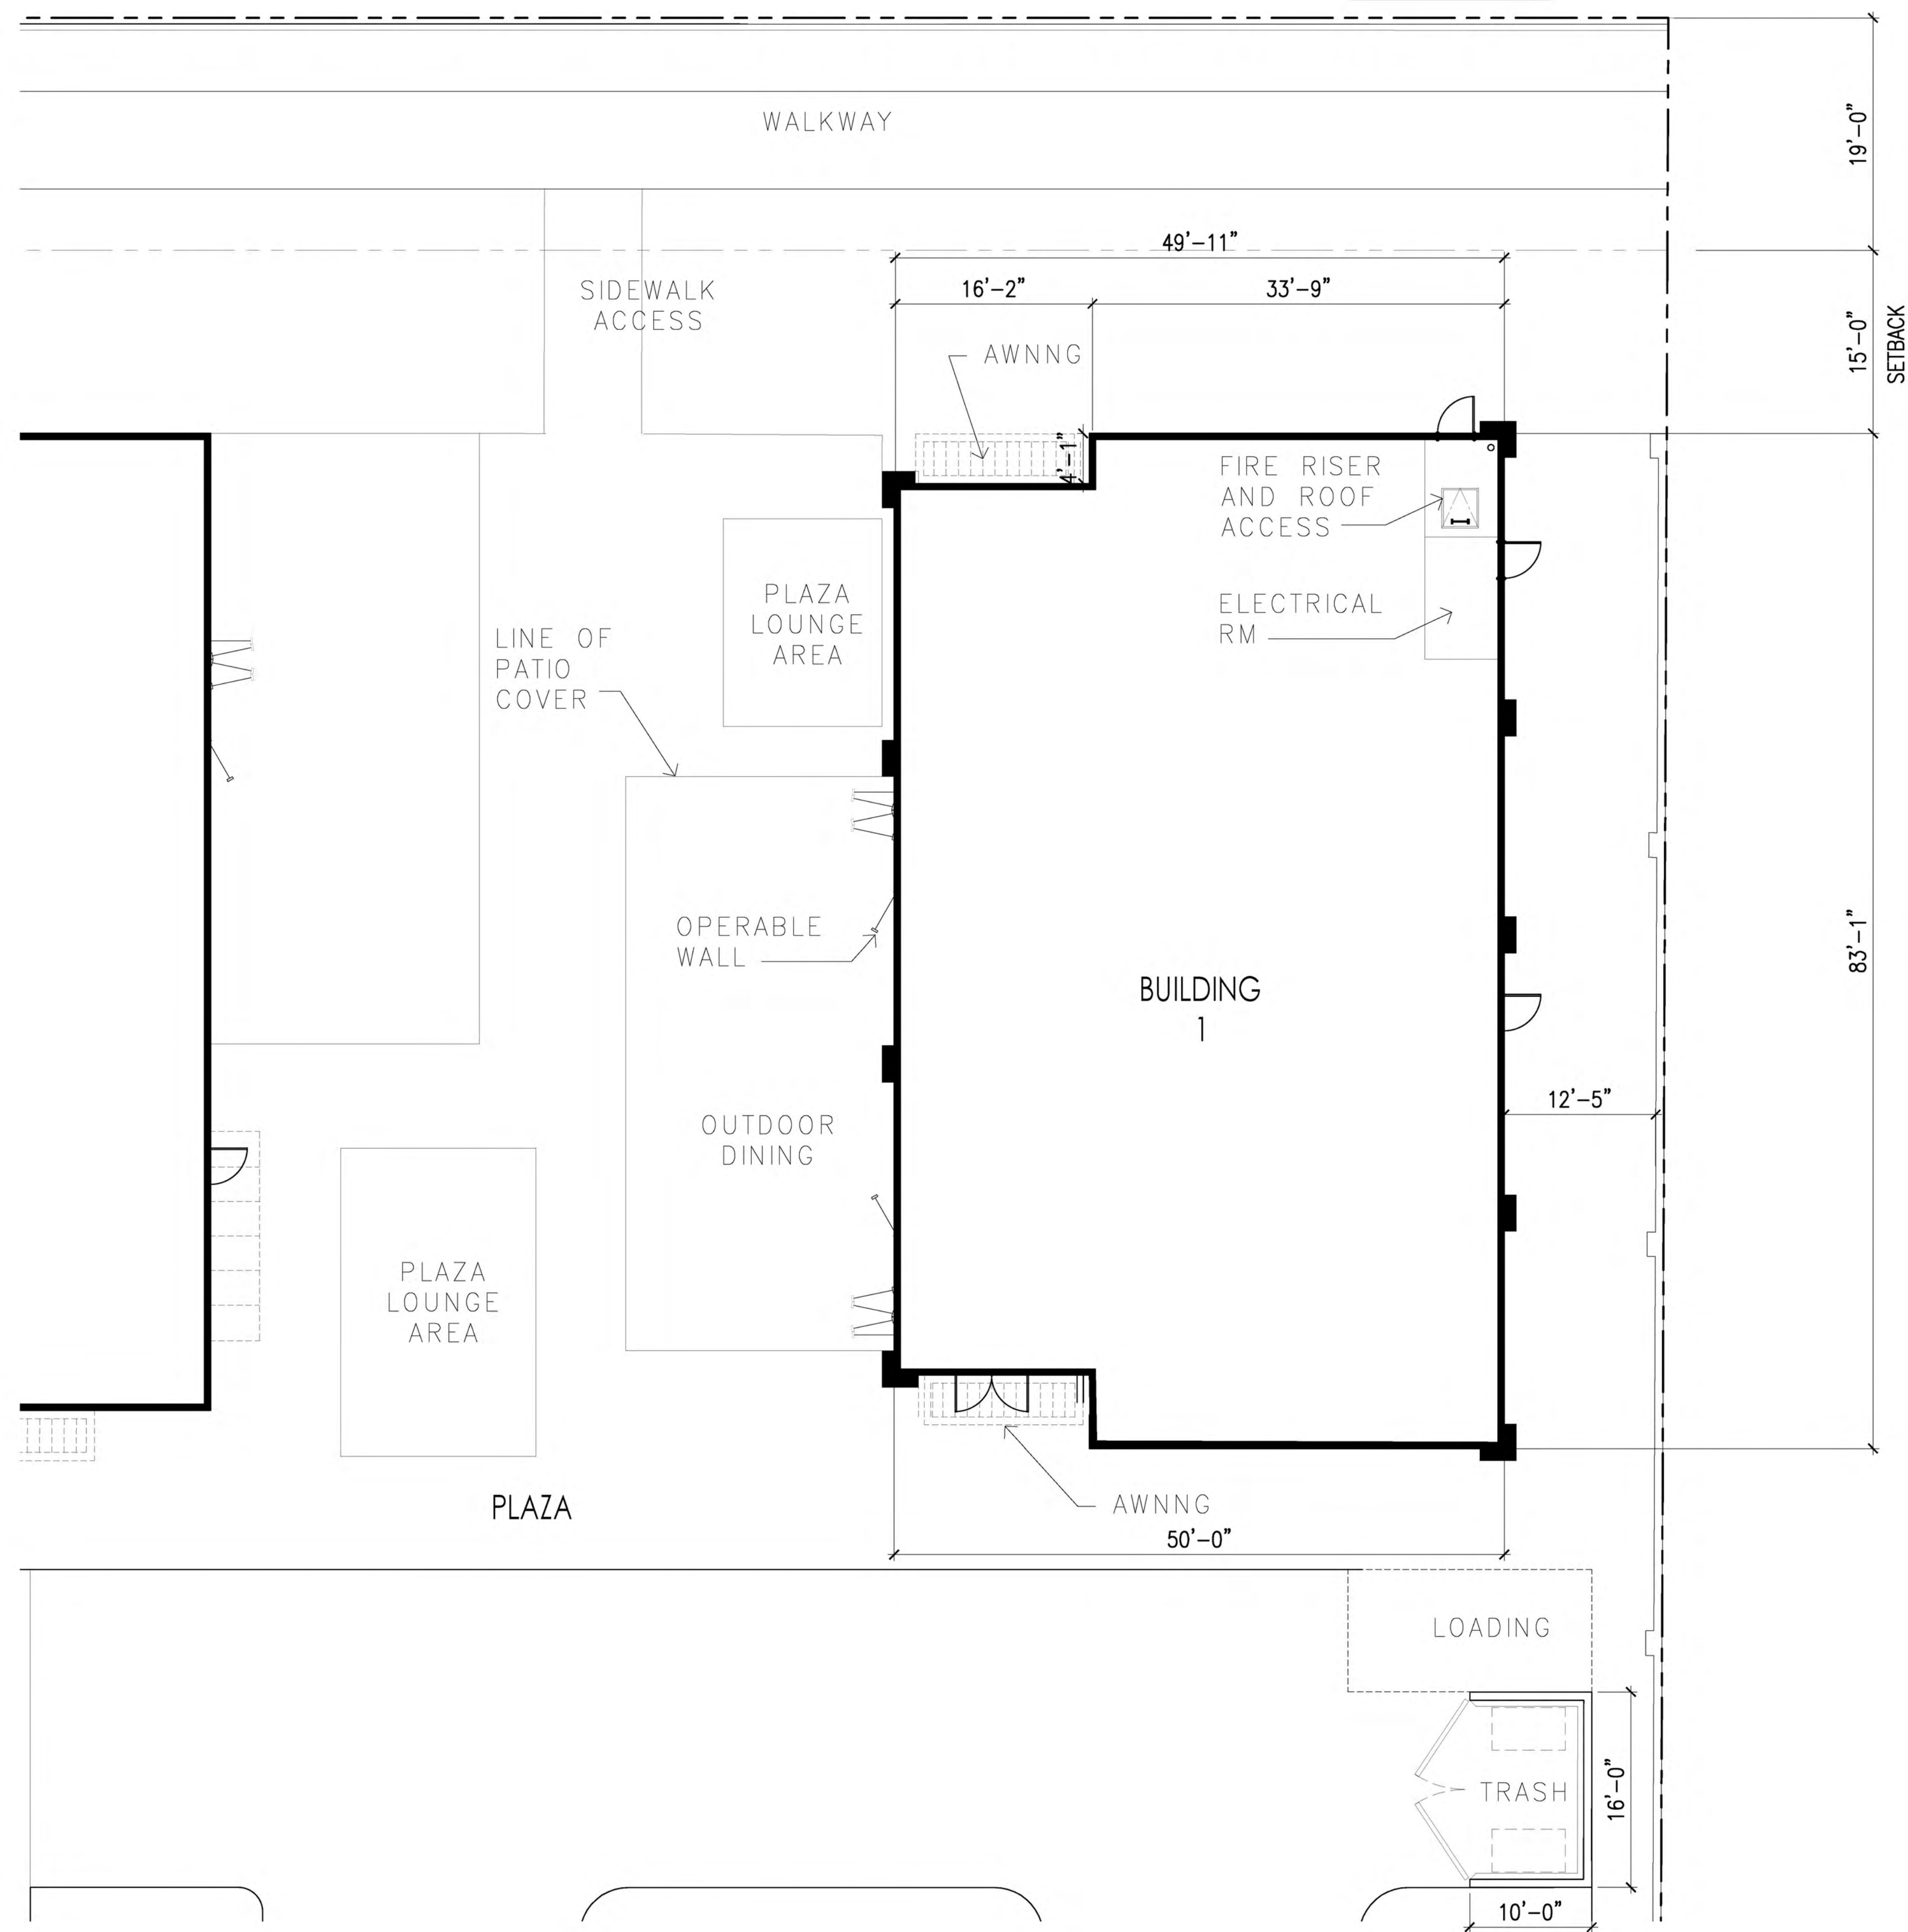 WALKWAY
19'-0"
49'-11"
16'-2"
33'-9"
SIDEWALK
ACCESS
15'-0"
SETBACK
AWNNG
4'-1"
FIRE RISER
AND ROOF
ACCESS
PLAZA
LOUNGE
AREA
ELECTRICAL
RM
LINE OF
PATIO
COVER
OPERABLE
WALL
83'-1"
BUILDING
1
12'-5"
OUTDOOR
DINING
PLAZA
LOUNGE
AREA
PLAZA
AWNNG
50'-0"
LOADING
TRASH
16'-0"
10'-0"